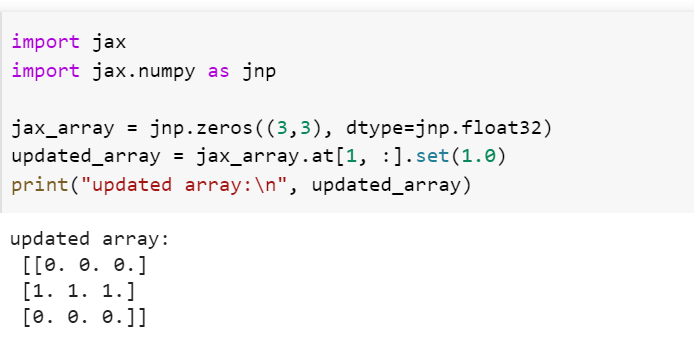 import jax
import jax.numpy as jnp
jax_array = jnp.zeros((3,3), dtype=jnp.float32)
updated_array = jax_array.at[1, :].set(1.0)
print("updated array:\n", updated_array)
updated array:
 [[0. 0. 0.]
 [1. 1. 1.]
 [0. 0. 0.]]